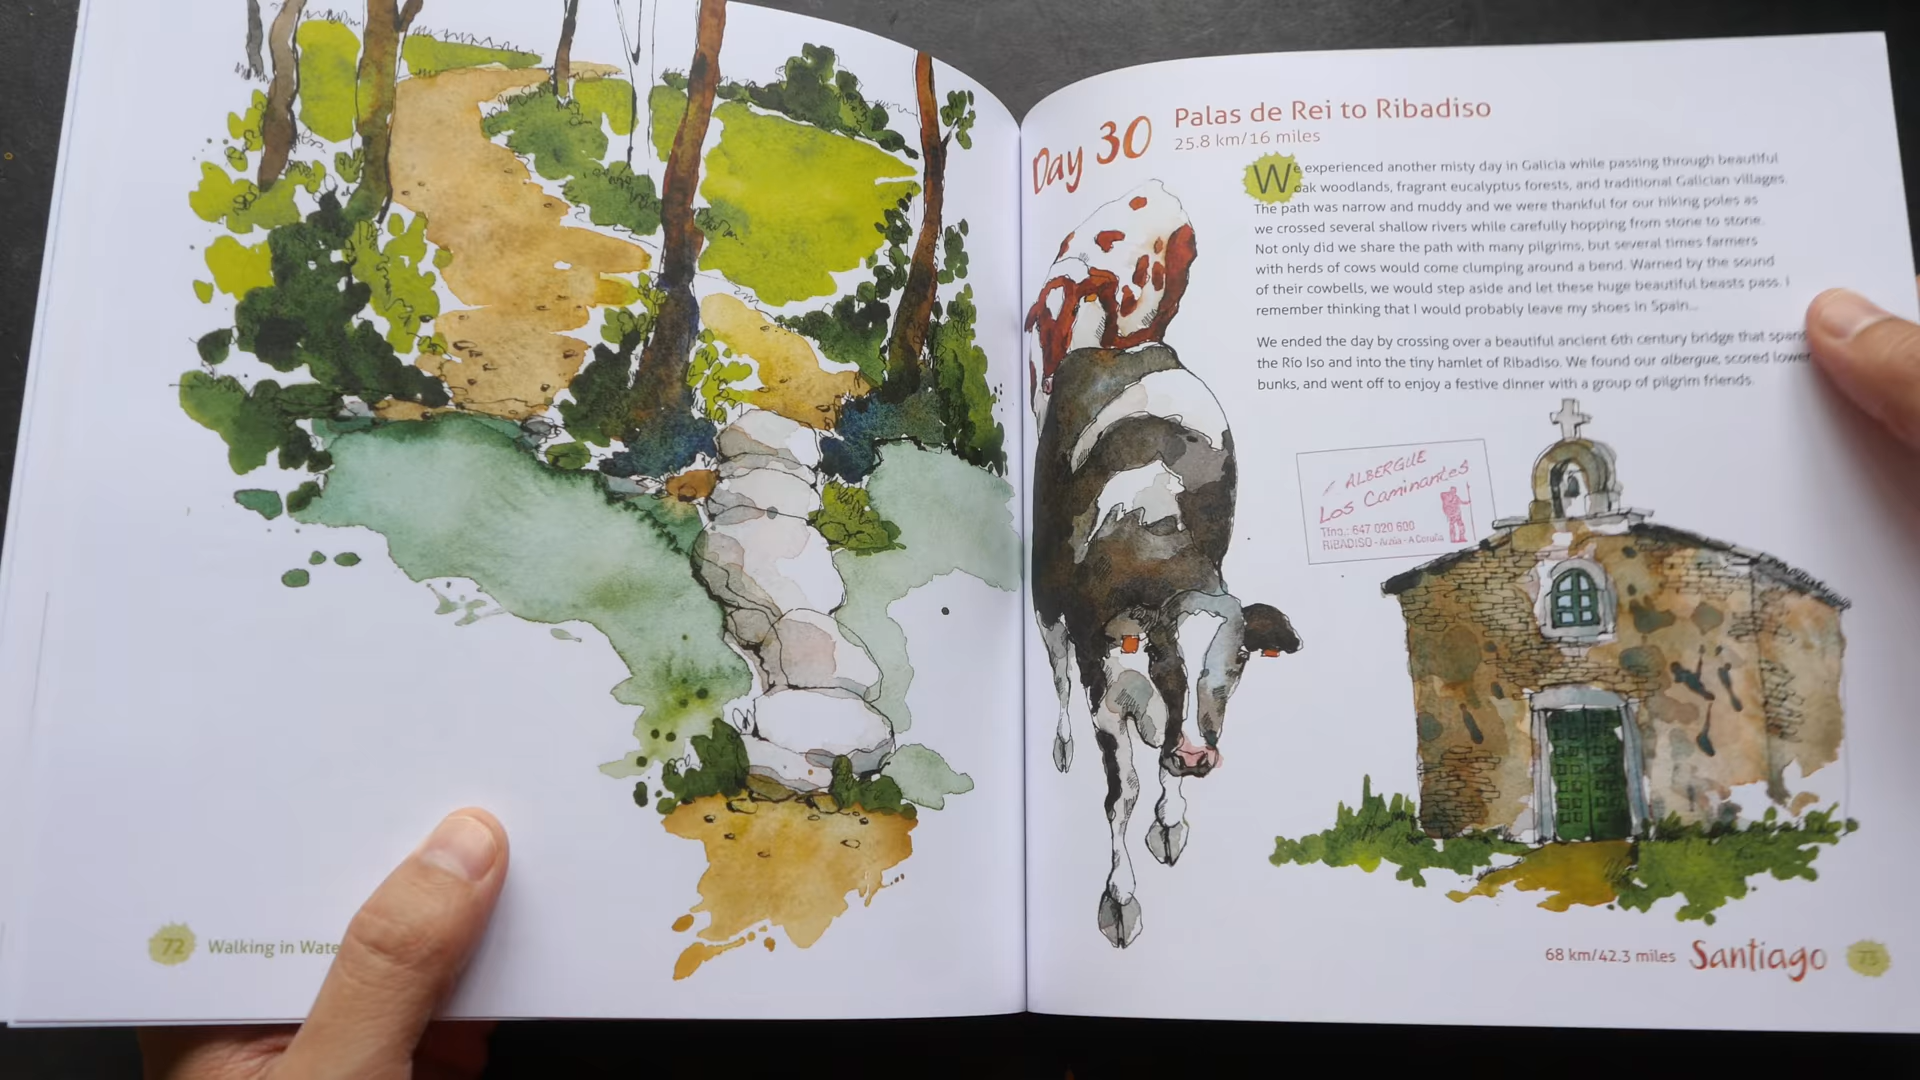 72 Walking in Wate
Day 30
Palas de Rei to Ribadiso
25.8 km/16 miles
We experienced another misty day in Galicia while passing through beautiful
oak woodlands, fragrant eucalyptus forests, and traditional Galician villages.
The path was narrow and muddy and we were thankful for our hiking poles as
we crossed several shallow rivers while carefully hopping from stone to stone.
Not only did we share the path with many pilgrims, but several times farmers
with herds of cows would come clumping around a bend. Warned by the sound
of their cowbells, we would step aside and let these huge beautiful beasts pass. I
remember thinking that I would probably leave my shoes in Spain...
We ended the day by crossing over a beautiful ancient 6th century bridge that spans
the Río Iso and into the tiny hamlet of Ribadiso. We found our albergue, scored lower
bunks, and went off to enjoy a festive dinner with a group of pilgrim friends.
ALBERGUE
Los Caminantes
Tfno.: 647 020 600
RIBADISO - Arzúa - A Coruña
68 km/42.3 miles Santiago 73